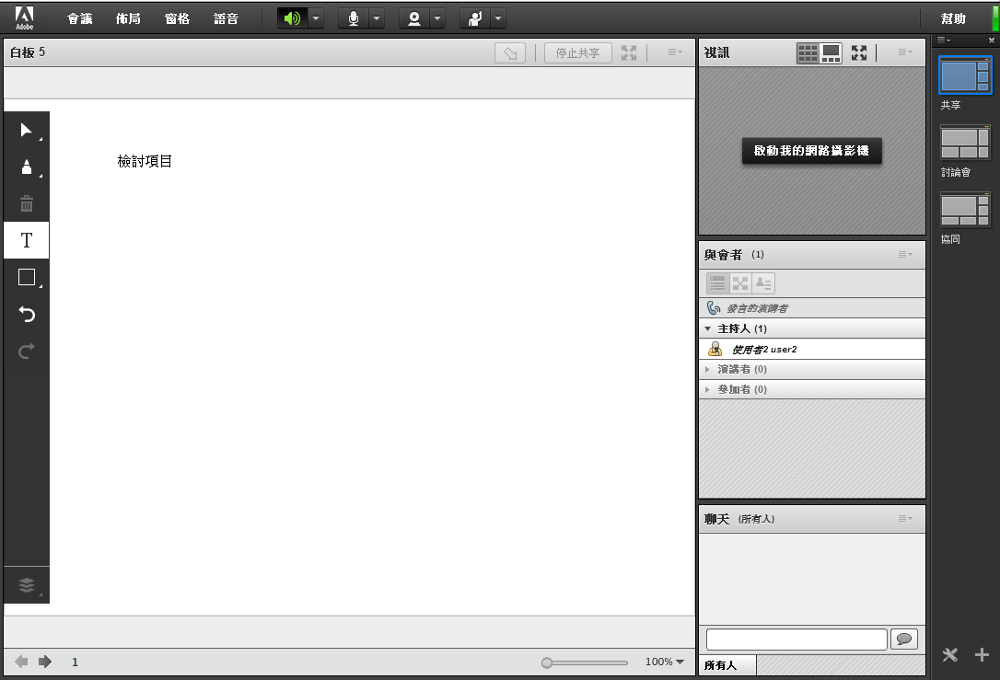 Adobe
會議 佈局 窗格 語音 幫助
白板 5
停止共享
檢討項目
T
1
100%
視訊
啟動我的網路攝影機
與會者 (1)
發言的演講者
主持人 (1)
使用者2 user2
演講者 (0)
參加者 (0)
聊天 (所有人)
所有人
共享
討論會
協同